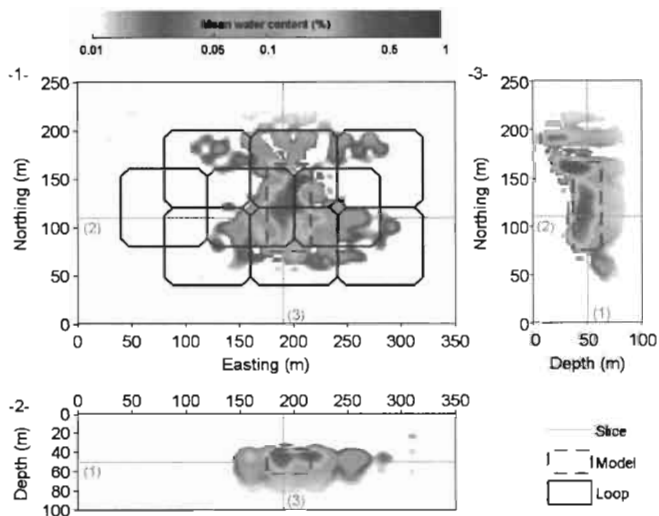 Mean water content (%)
0.01 0.05 0.1 0.5 1
-1-
250
200
150
100
50
0
Northing (m)
(2)
(3)
0 50 100 150 200 250 300 350
Easting (m)
-3-
250
200
150
100
50
0
Northing (m)
(2)
(1)
0 50 100
Depth (m)
-2-
0 50 100 150 200 250 300 350
0
20
40
60
80
100
Depth (m)
(1)
(3)
Slice
Model
Loop